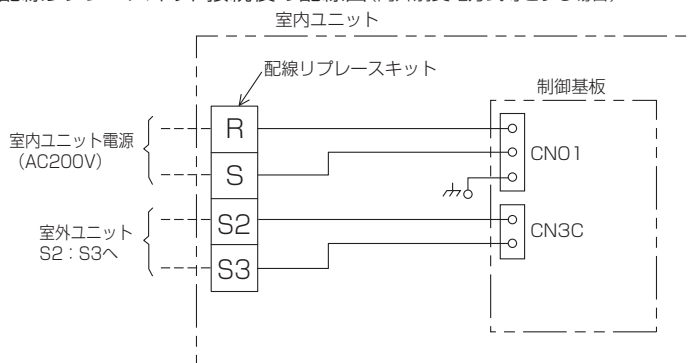 室内ユニット
配線リプレースキット
制御基板
室内ユニット電源
(AC200V)
R
S
CN01
室外ユニット
S2:S3へ
S2
S3
CN3C